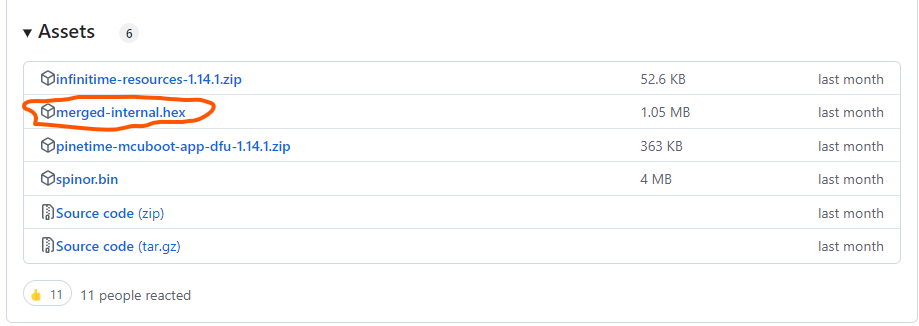 Assets 6
infinitime-resources-1.14.1.zip 52.6 KB last month
merged-internal.hex 1.05 MB last month
pinetime-mcuboot-app-dfu-1.14.1.zip 363 KB last month
spinor.bin 4 MB last month
Source code (zip) last month
Source code (tar.gz) last month
11 11 people reacted